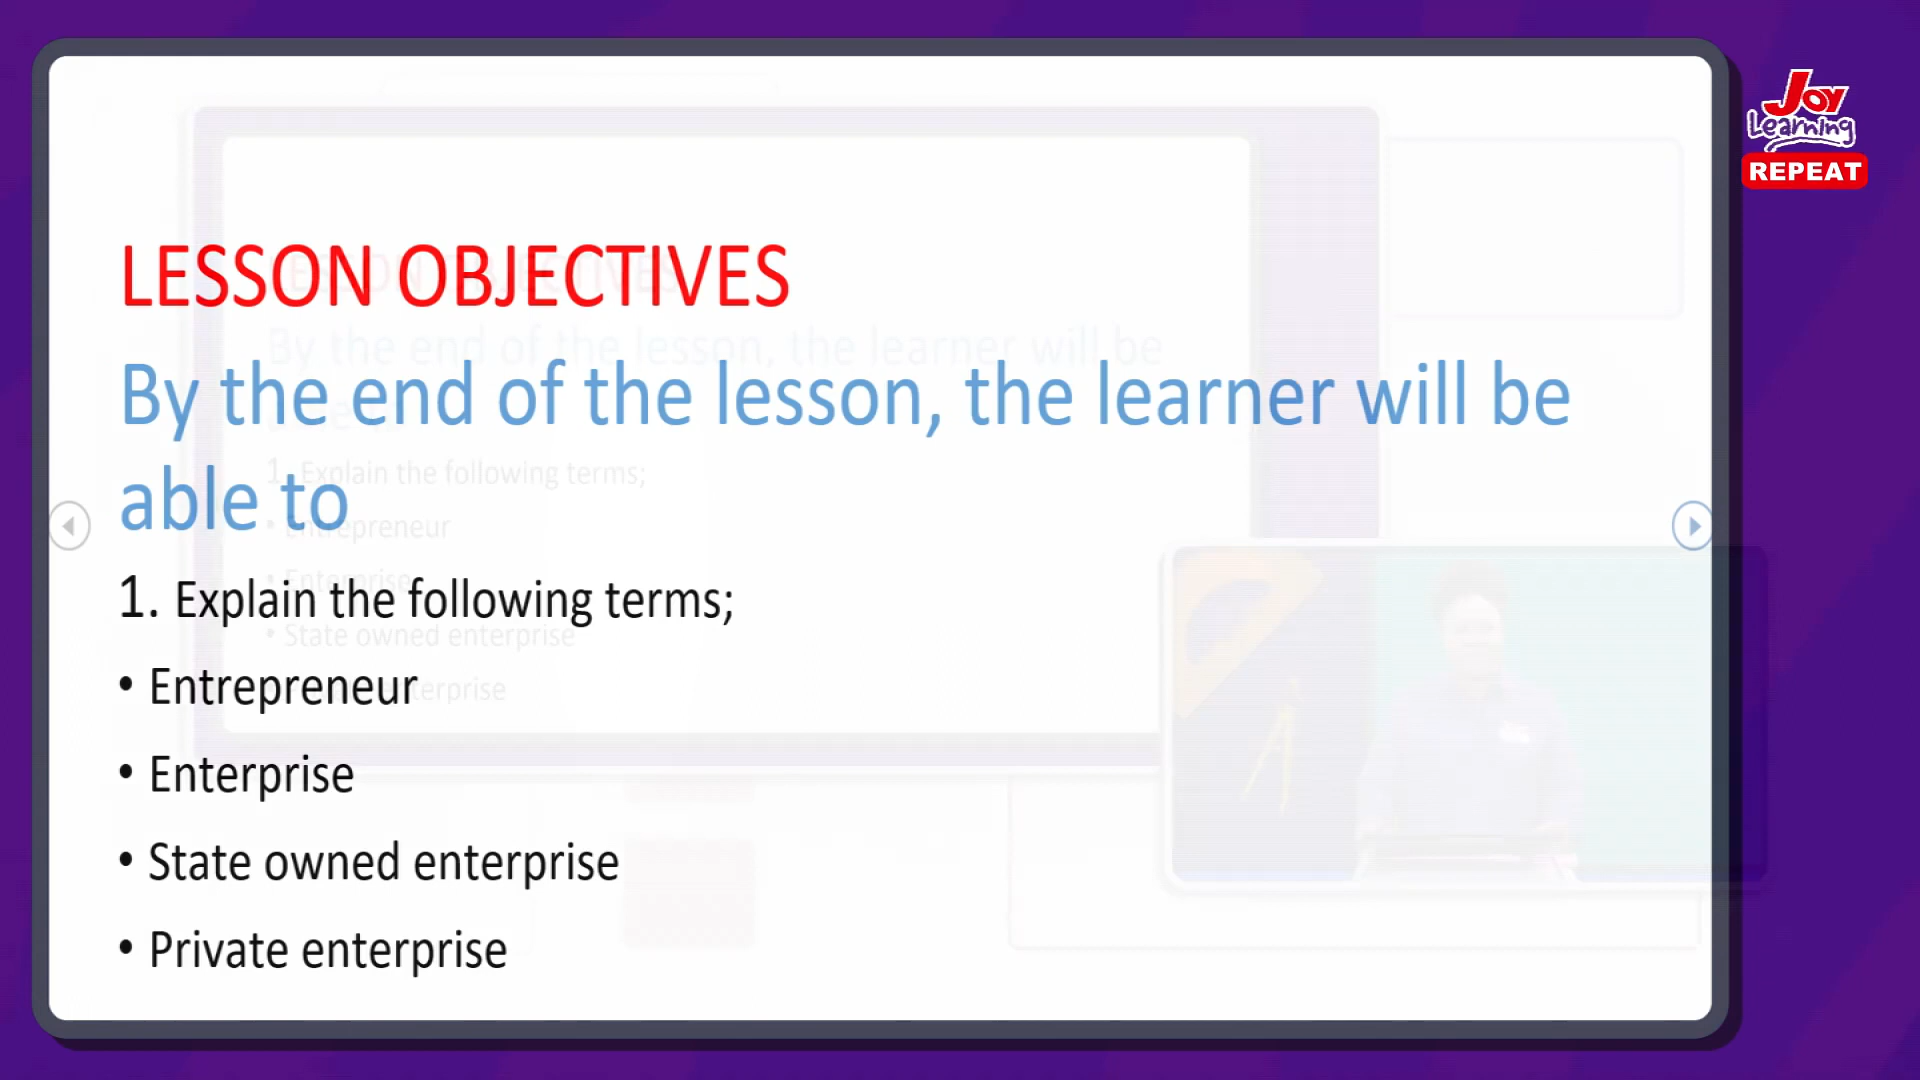 Joy
Learning
REPEAT
LESSON OBJECTIVES
By the end of the lesson, the learner will be
able to
1. Explain the following terms;
• Entrepreneur
• Enterprise
• State owned enterprise
• Private enterprise